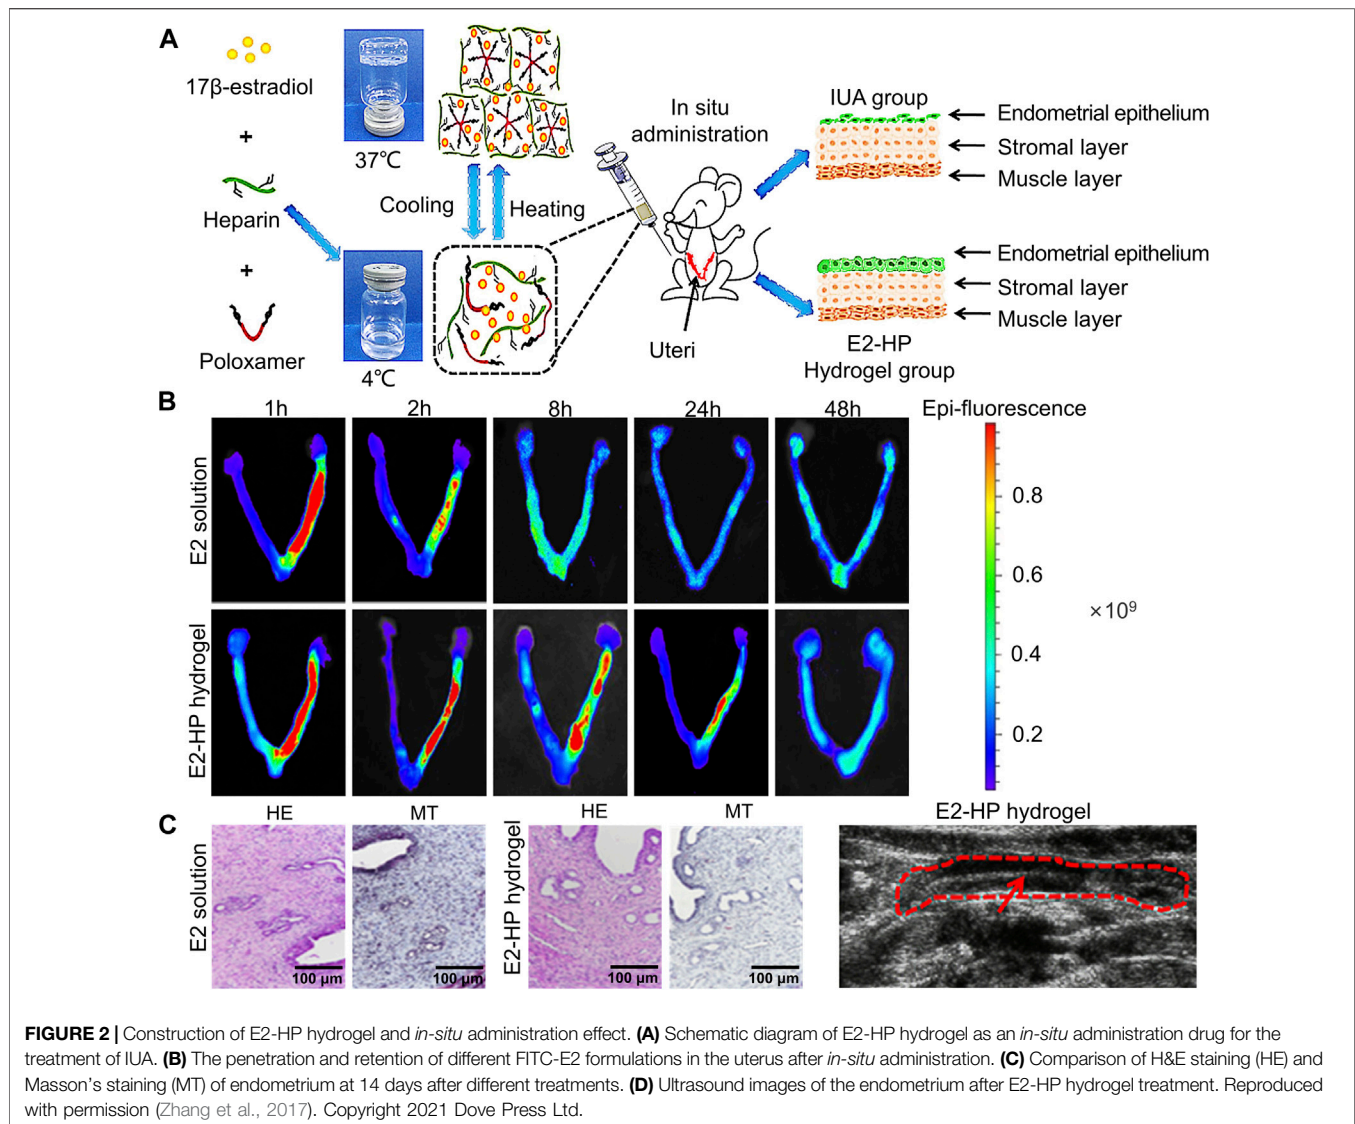 A
17β-estradiol
+
Heparin
+
Poloxamer
37℃
4℃
Cooling
Heating
In situ
administration
Uteri
IUA group
Endometrial epithelium
Stromal layer
Muscle layer
Endometrial epithelium
Stromal layer
Muscle layer
E2-HP
Hydrogel group
B
1h
2h
8h
24h
48h
Epi-fluorescence
E2 solution
E2-HP hydrogel
0.8
0.6
0.4
0.2
×10⁹
C
HE
MT
HE
MT
E2-HP hydrogel
E2 solution
E2-HP hydrogel
100 µm
100 µm
100 µm
100 µm
FIGURE 2 | Construction of E2-HP hydrogel and in-situ administration effect. (A) Schematic diagram of E2-HP hydrogel as an in-situ administration drug for the
treatment of IUA. (B) The penetration and retention of different FITC-E2 formulations in the uterus after in-situ administration. (C) Comparison of H&E staining (HE) and
Masson's staining (MT) of endometrium at 14 days after different treatments. (D) Ultrasound images of the endometrium after E2-HP hydrogel treatment. Reproduced
with permission (Zhang et al., 2017). Copyright 2021 Dove Press Ltd.